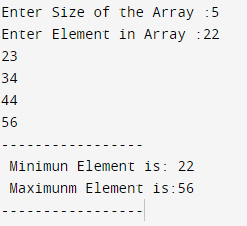 Enter Size of the Array :5
Enter Element in Array :22
23
34
44
56
-----------------
 Minimun Element is: 22
 Maximunm Element is:56
-----------------